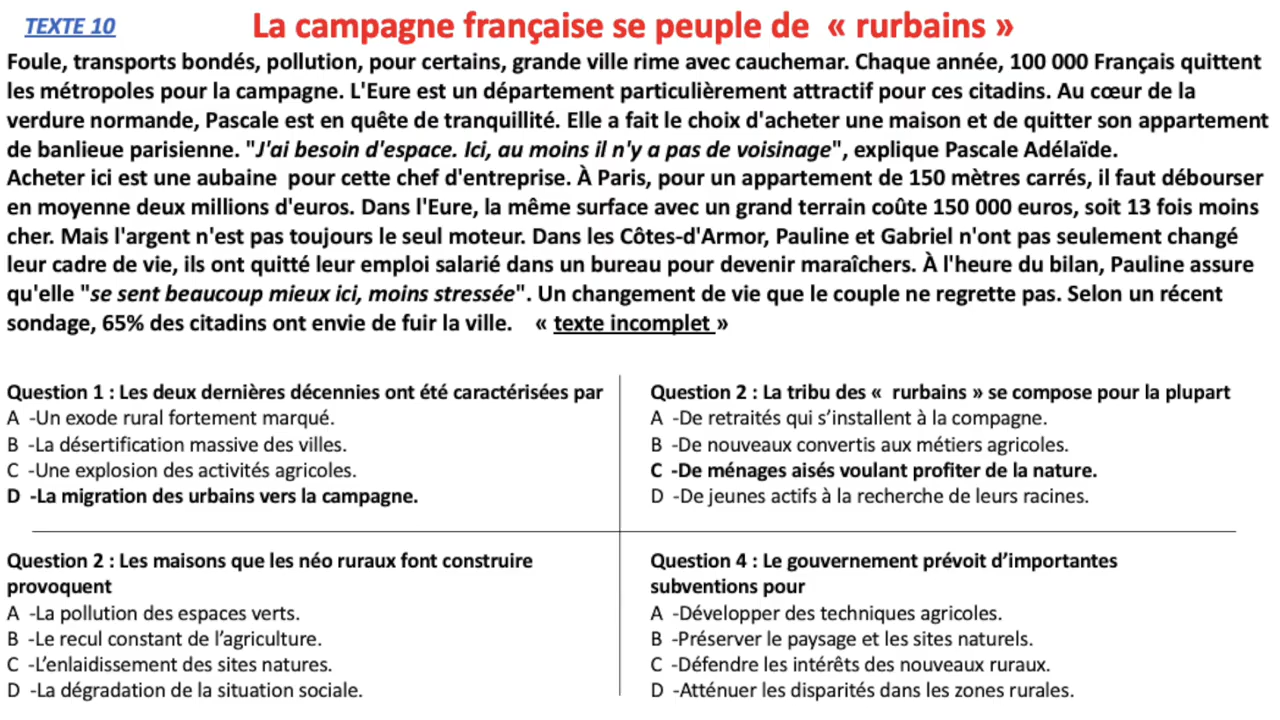 TEXTE 10
La campagne française se peuple de « rurbains »
Foule, transports bondés, pollution, pour certains, grande ville rime avec cauchemar. Chaque année, 100 000 Français quittent
les métropoles pour la campagne. L'Eure est un département particulièrement attractif pour ces citadins. Au cœur de la
verdure normande, Pascale est en quête de tranquillité. Elle a fait le choix d'acheter une maison et de quitter son appartement
de banlieue parisienne. "J'ai besoin d'espace. Ici, au moins il n'y a pas de voisinage", explique Pascale Adélaïde.
Acheter ici est une aubaine pour cette chef d'entreprise. À Paris, pour un appartement de 150 mètres carrés, il faut débourser
en moyenne deux millions d'euros. Dans l'Eure, la même surface avec un grand terrain coûte 150 000 euros, soit 13 fois moins
cher. Mais l'argent n'est pas toujours le seul moteur. Dans les Côtes-d'Armor, Pauline et Gabriel n'ont pas seulement changé
leur cadre de vie, ils ont quitté leur emploi salarié dans un bureau pour devenir maraîchers. À l'heure du bilan, Pauline assure
qu'elle "se sent beaucoup mieux ici, moins stressée". Un changement de vie que le couple ne regrette pas. Selon un récent
sondage, 65% des citadins ont envie de fuir la ville. « texte incomplet »
Question 1 : Les deux dernières décennies ont été caractérisées par
A -Un exode rural fortement marqué.
B -La désertification massive des villes.
C -Une explosion des activités agricoles.
D -La migration des urbains vers la campagne.
Question 2 : La tribu des « rurbains » se compose pour la plupart
A -De retraités qui s'installent à la compagne.
B -De nouveaux convertis aux métiers agricoles.
C -De ménages aisés voulant profiter de la nature.
D -De jeunes actifs à la recherche de leurs racines.
Question 2 : Les maisons que les néo ruraux font construire
provoquent
A -La pollution des espaces verts.
B -Le recul constant de l'agriculture.
C -L'enlaidissement des sites natures.
D -La dégradation de la situation sociale.
Question 4 : Le gouvernement prévoit d'importantes
subventions pour
A -Développer des techniques agricoles.
B -Préserver le paysage et les sites naturels.
C -Défendre les intérêts des nouveaux ruraux.
D -Atténuer les disparités dans les zones rurales.